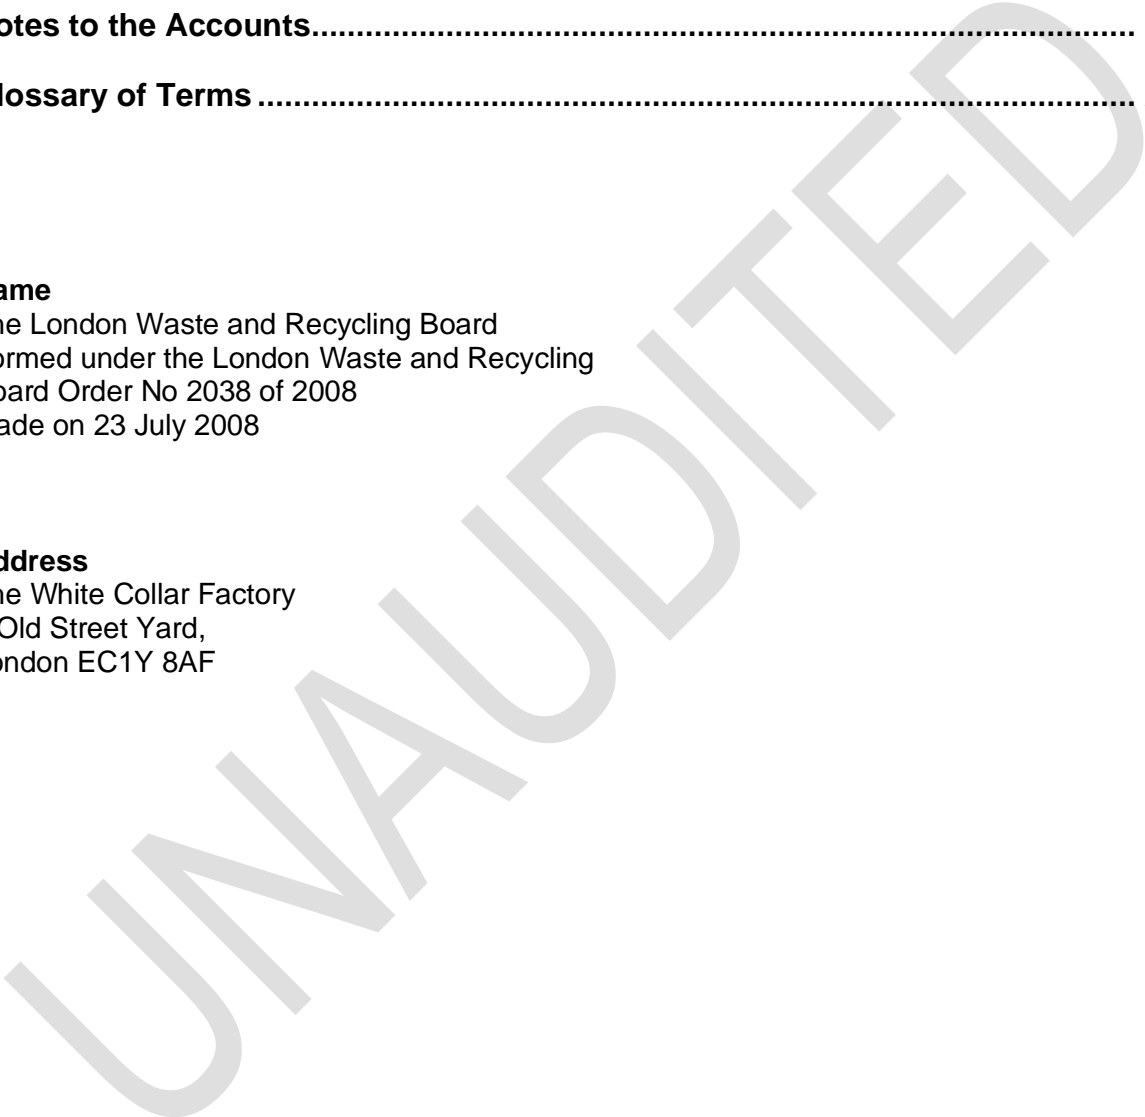 otes to the Accounts.............................................................................................
lossary of Terms ...................................................................................................
ame
ne London Waste and Recycling Board
ormed under the London Waste and Recycling
oard Order No 2038 of 2008
ade on 23 July 2008
ddress
ne White Collar Factory
Old Street Yard,
ondon EC1Y 8AF
UNAUDITED